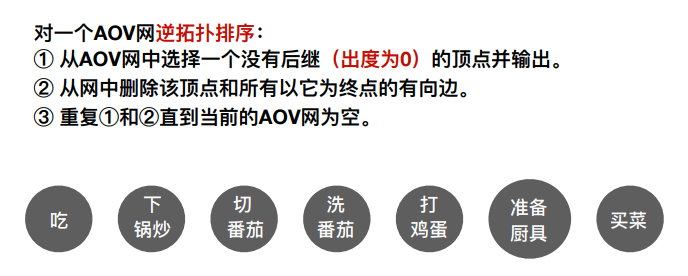 对一个AOV网逆拓扑排序：
① 从AOV网中选择一个没有后继（出度为0）的顶点并输出。
② 从网中删除该顶点和所有以它为终点的有向边。
③ 重复①和②直到当前的AOV网为空。
吃
下
锅炒
切
番茄
洗
番茄
打
鸡蛋
准备
厨具
买菜